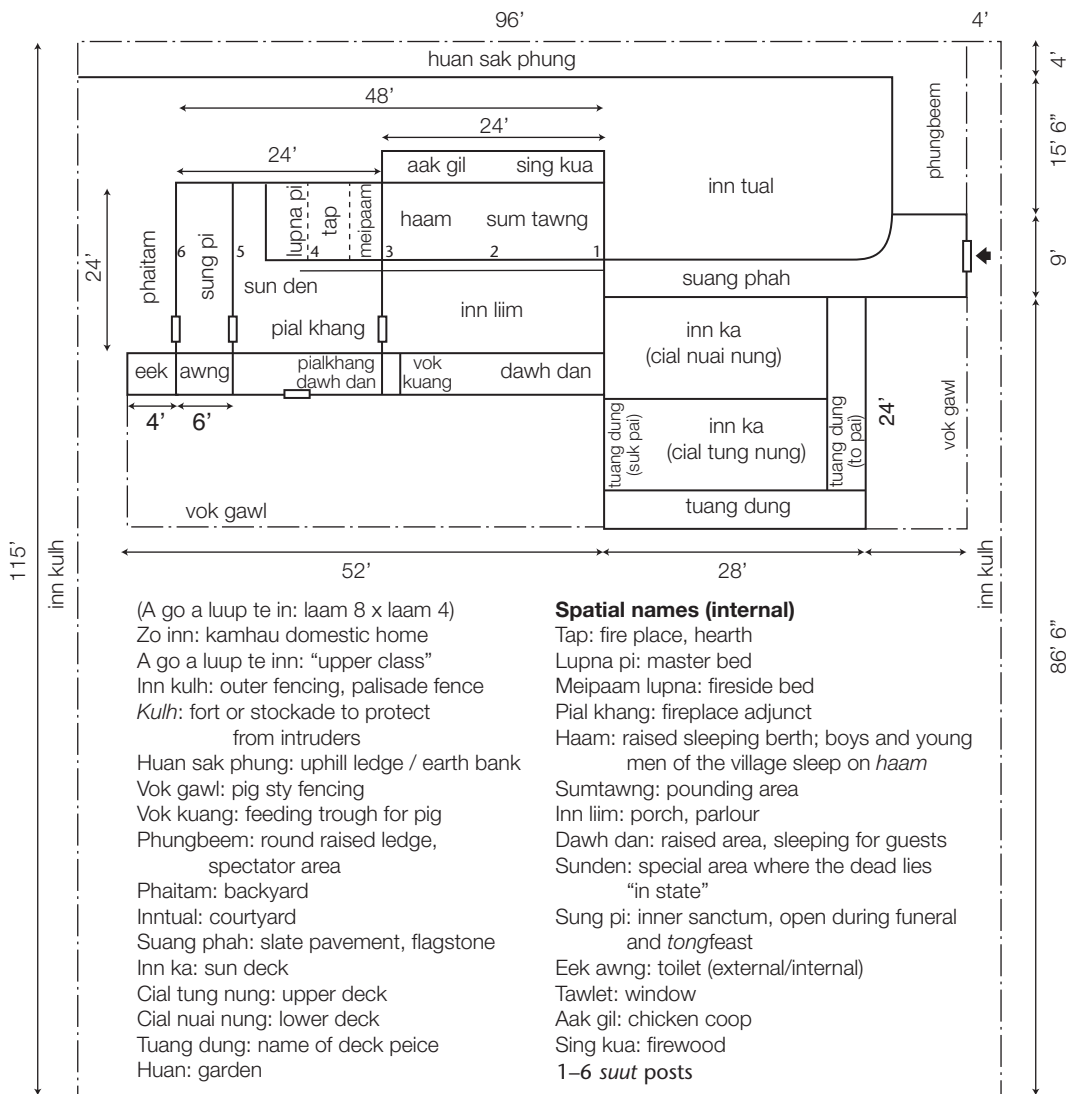 96’
4’
huan sak phung
4’
48’
24’
15’ 6”
phungbeem
24’
aak gil
sing kua
inn tual
lupna pi
tap
meipaam
haam
sum tawng
phaitam
6
sung pi
5
4
3
2
1
24’
9’
sun den
suang phah
inn liim
pial khang
inn ka
(cial nuai nung)
eek
awng
pialkhang
dawh dan
vok
kuang
dawh dan
4’
6’
tuang dung
(suk pai)
inn ka
(cial tung nung)
tuang dung
(to pai)
24’
vok gawl
tuang dung
vok gawl
115’
inn kulh
52’
28’
inn kulh
86’ 6”
(A go a luup te in: laam 8 x laam 4)
Zo inn: kamhau domestic home
A go a luup te inn: “upper class”
Inn kulh: outer fencing, palisade fence
Kulh: fort or stockade to protect
from intruders
Huan sak phung: uphill ledge / earth bank
Vok gawl: pig sty fencing
Vok kuang: feeding trough for pig
Phungbeem: round raised ledge,
spectator area
Phaitam: backyard
Inntual: courtyard
Suang phah: slate pavement, flagstone
Inn ka: sun deck
Cial tung nung: upper deck
Cial nuai nung: lower deck
Tuang dung: name of deck peice
Huan: garden
Spatial names (internal)
Tap: fire place, hearth
Lupna pi: master bed
Meipaam lupna: fireside bed
Pial khang: fireplace adjunct
Haam: raised sleeping berth; boys and young
men of the village sleep on haam
Sumtawng: pounding area
Inn liim: porch, parlour
Dawh dan: raised area, sleeping for guests
Sunden: special area where the dead lies
“in state”
Sung pi: inner sanctum, open during funeral
and tongfeast
Eek awng: toilet (external/internal)
Tawlet: window
Aak gil: chicken coop
Sing kua: firewood
1–6 suut posts